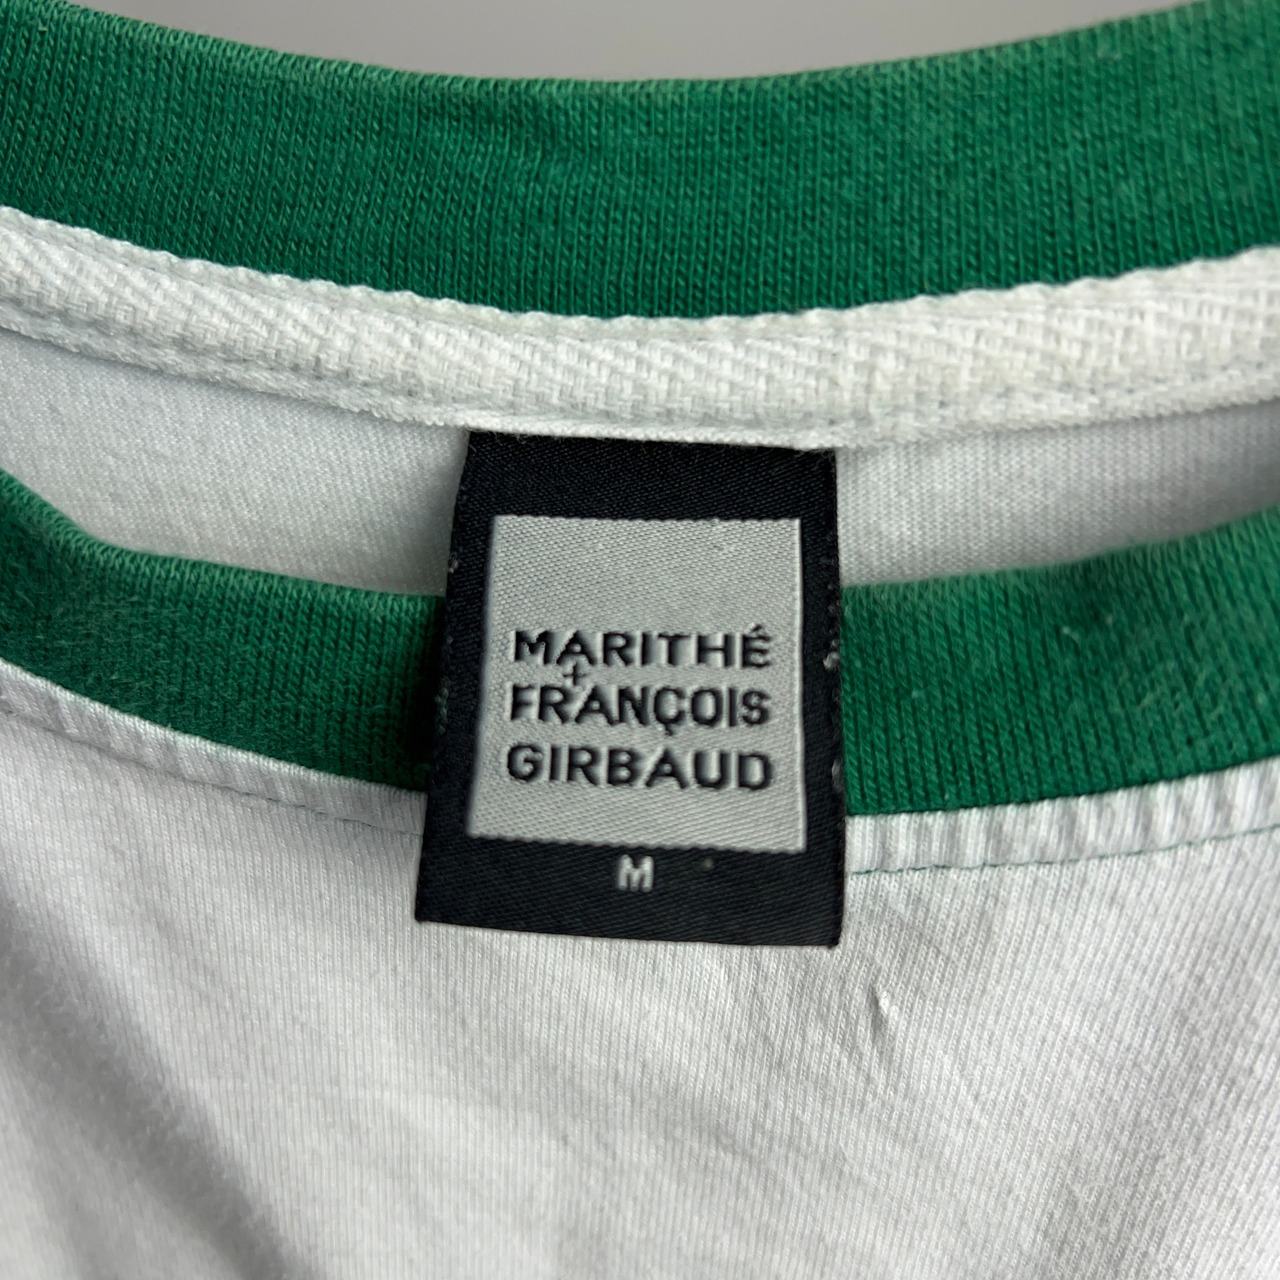 MARITHÉ
+
FRANÇOIS
GIRBAUD
M